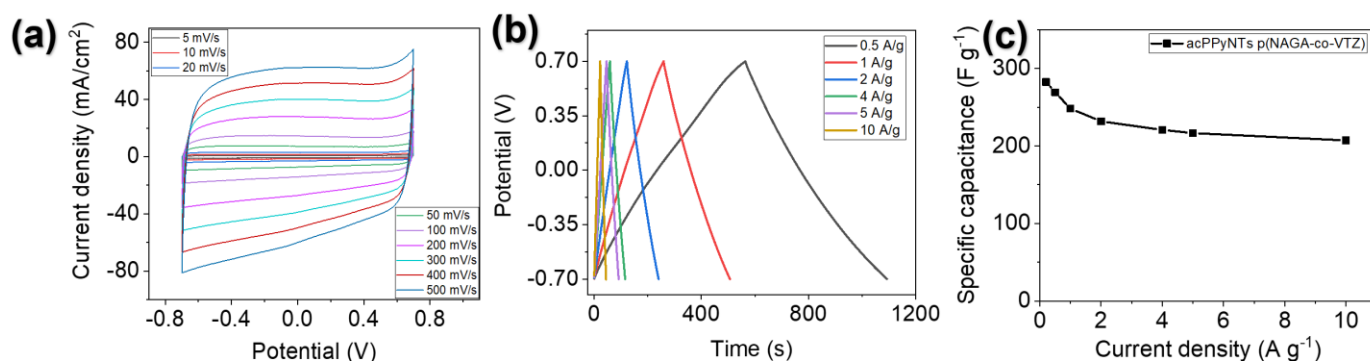 (a)
Current density (mA/cm²)
80
40
0
-40
-80
5 mV/s
10 mV/s
20 mV/s
50 mV/s
100 mV/s
200 mV/s
300 mV/s
400 mV/s
500 mV/s
-0.8 -0.4 0.0 0.4 0.8
Potential (V)
(b)
Potential (V)
0.70
0.35
0.00
-0.35
-0.70
0.5 A/g
1 A/g
2 A/g
4 A/g
5 A/g
10 A/g
0 400 800 1200
Time (s)
(c)
Specific capacitance (F g⁻¹)
300
200
100
0
acPPyNTs p(NAGA-co-VTZ)
0 2 4 6 8 10
Current density (A g⁻¹)